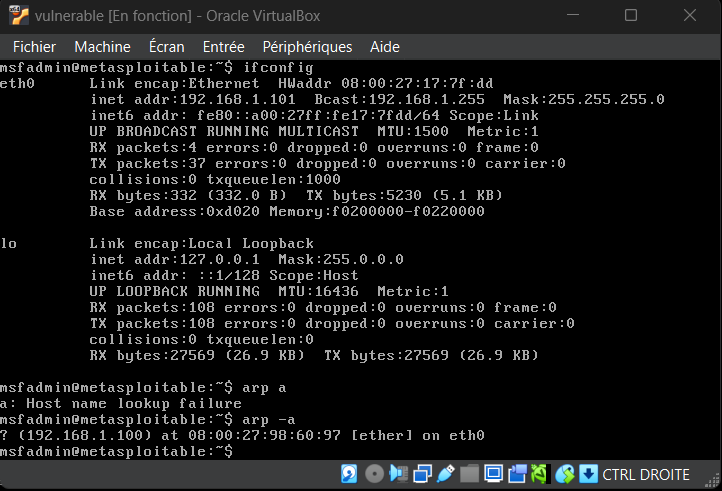 vulnerable [En fonction] - Oracle VirtualBox
Fichier Machine Écran Entrée Périphériques Aide
msfadmin@metasploitable:~$ ifconfig
eth0 Link encap:Ethernet HWaddr 08:00:27:17:7f:dd
inet addr:192.168.1.101 Bcast:192.168.1.255 Mask:255.255.255.0
inet6 addr: fe80::a00:27ff:fe17:7fdd/64 Scope:Link
UP BROADCAST RUNNING MULTICAST MTU:1500 Metric:1
RX packets:4 errors:0 dropped:0 overruns:0 frame:0
TX packets:37 errors:0 dropped:0 overruns:0 carrier:0
collisions:0 txqueuelen:1000
RX bytes:332 (332.0 B) TX bytes:5230 (5.1 KB)
Base address:0xd020 Memory:f0200000-f0220000
lo Link encap:Local Loopback
inet addr:127.0.0.1 Mask:255.0.0.0
inet6 addr: ::1/128 Scope:Host
UP LOOPBACK RUNNING MTU:16436 Metric:1
RX packets:108 errors:0 dropped:0 overruns:0 frame:0
TX packets:108 errors:0 dropped:0 overruns:0 carrier:0
collisions:0 txqueuelen:0
RX bytes:27569 (26.9 KB) TX bytes:27569 (26.9 KB)
msfadmin@metasploitable:~$ arp a
a: Host name lookup failure
msfadmin@metasploitable:~$ arp -a
? (192.168.1.100) at 08:00:27:98:60:97 [ether] on eth0
msfadmin@metasploitable:~$
CTRL DROITE